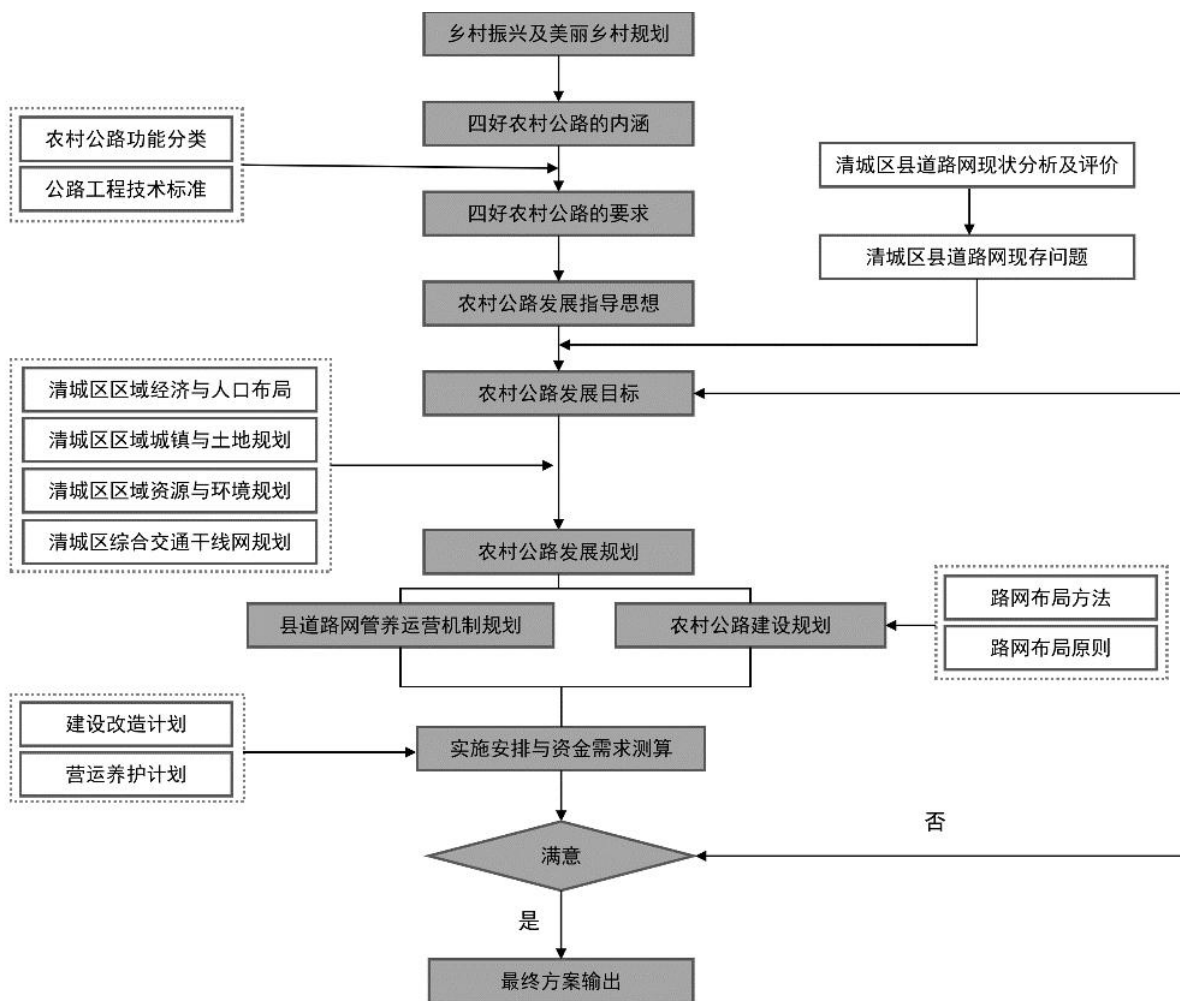 乡村振兴及美丽乡村规划
四好农村公路的内涵
农村公路功能分类
公路工程技术标准
清城区县道路网现状分析及评价
四好农村公路的要求
清城区县道路网现存问题
农村公路发展指导思想
农村公路发展目标
清城区区域经济与人口布局
清城区区域城镇与土地规划
清城区区域资源与环境规划
清城区综合交通干线网规划
农村公路发展规划
县道路网管养运营机制规划
农村公路建设规划
路网布局方法
路网布局原则
建设改造计划
营运养护计划
实施安排与资金需求测算
满意
否
是
最终方案输出